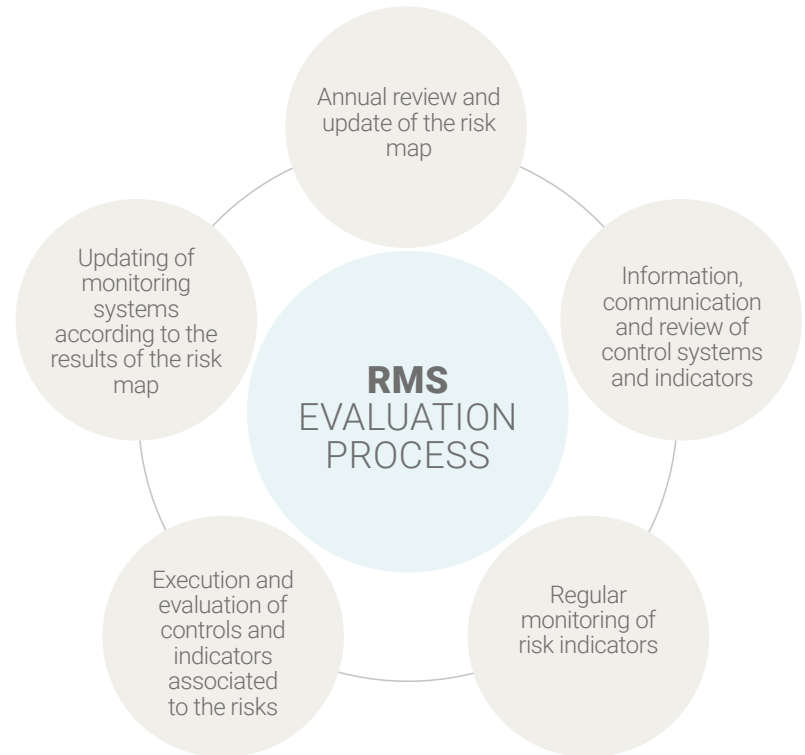 Annual review and
update of the risk
map
Information,
communication
and review of
control systems
and indicators
Regular
monitoring of
risk indicators
Execution and
evaluation of
controls and
indicators
associated
to the risks
Updating of
monitoring
systems
according to the
results of the risk
map
RMS
EVALUATION
PROCESS